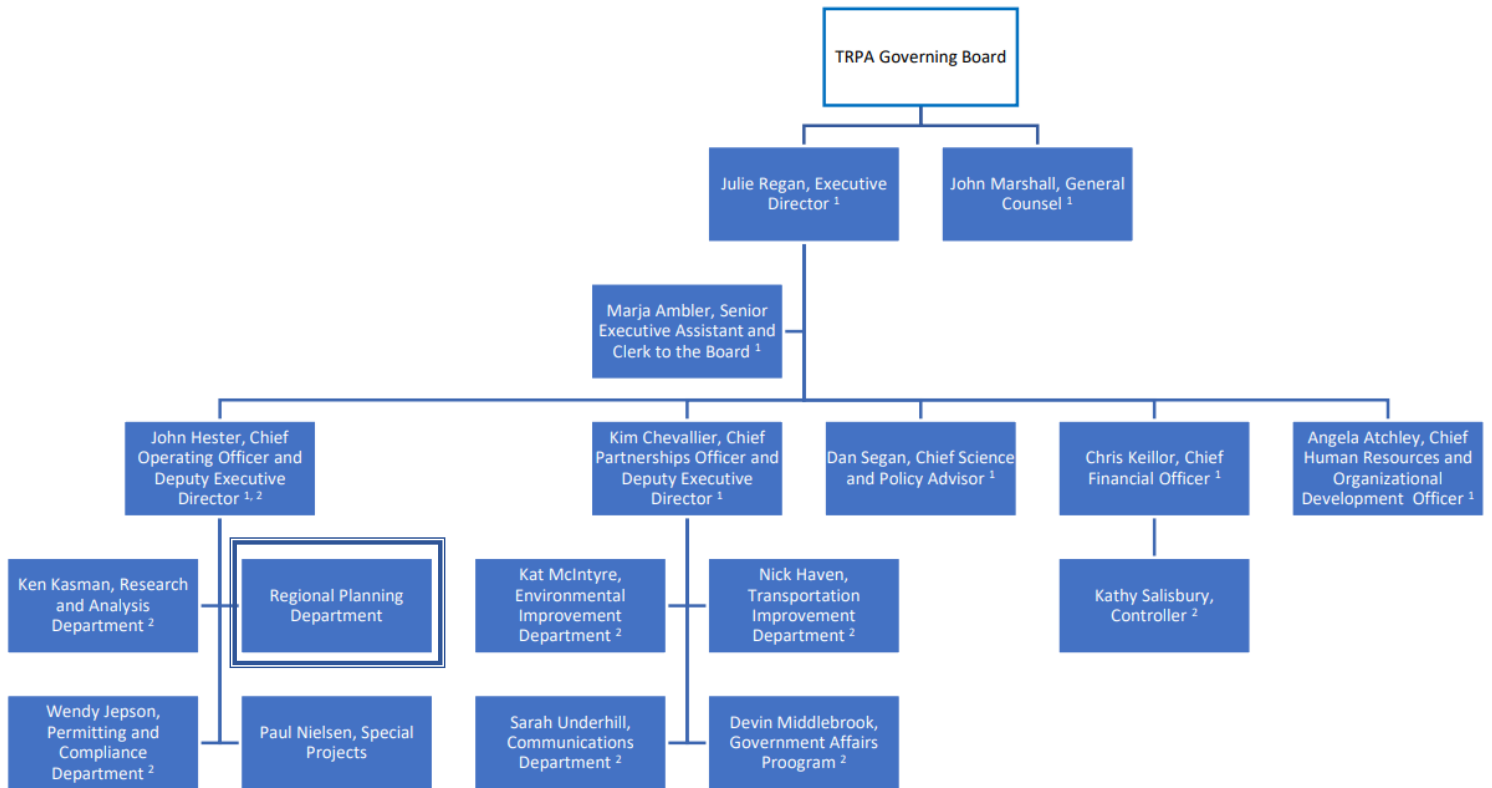 TRPA Governing Board
Julie Regan, Executive
Director ¹
John Marshall, General
Counsel ¹
Marja Ambler, Senior
Executive Assistant and
Clerk to the Board ¹
John Hester, Chief
Operating Officer and
Deputy Executive
Director ¹, ²
Kim Chevallier, Chief
Partnerships Officer and
Deputy Executive
Director ¹
Dan Segan, Chief Science
and Policy Advisor ¹
Chris Keillor, Chief
Financial Officer ¹
Angela Atchley, Chief
Human Resources and
Organizational
Development Officer ¹
Ken Kasman, Research
and Analysis
Department ²
Regional Planning
Department
Kat McIntyre,
Environmental
Improvement
Department ²
Nick Haven,
Transportation
Improvement
Department ²
Kathy Salisbury,
Controller ²
Wendy Jepson,
Permitting and
Compliance
Department ²
Paul Nielsen, Special
Projects
Sarah Underhill,
Communications
Department ²
Devin Middlebrook,
Government Affairs
Proogram ²